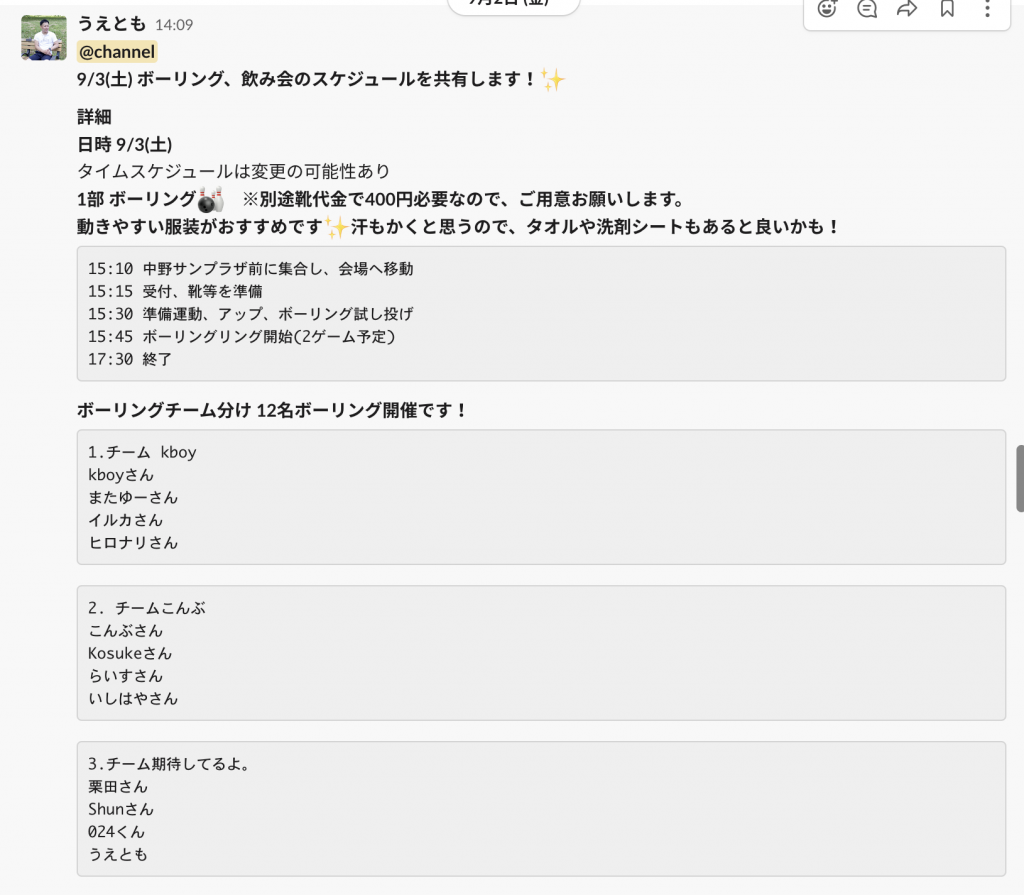 9月2日 (金)
うえとも 14:09
@channel
9/3(土) ボーリング、飲み会のスケジュールを共有します！✨
詳細
日時 9/3(土)
タイムスケジュールは変更の可能性あり
1部 ボーリング🎳　※別途靴代金で400円必要なので、ご用意お願いします。
動きやすい服装がおすすめです✨汗もかくと思うので、タオルや洗剤シートもあると良いかも！
15:10 中野サンプラザ前に集合し、会場へ移動
15:15 受付、靴等を準備
15:30 準備運動、アップ、ボーリング試し投げ
15:45 ボーリングリング開始(2ゲーム予定)
17:30 終了
ボーリングチーム分け 12名ボーリング開催です！
1.チーム kboy
kboyさん
またゆーさん
イルカさん
ヒロナリさん
2. チームこんぶ
こんぶさん
Kosukeさん
らいすさん
いしはやさん
3.チーム期待してるよ。
栗田さん
Shunさん
024くん
うえとも